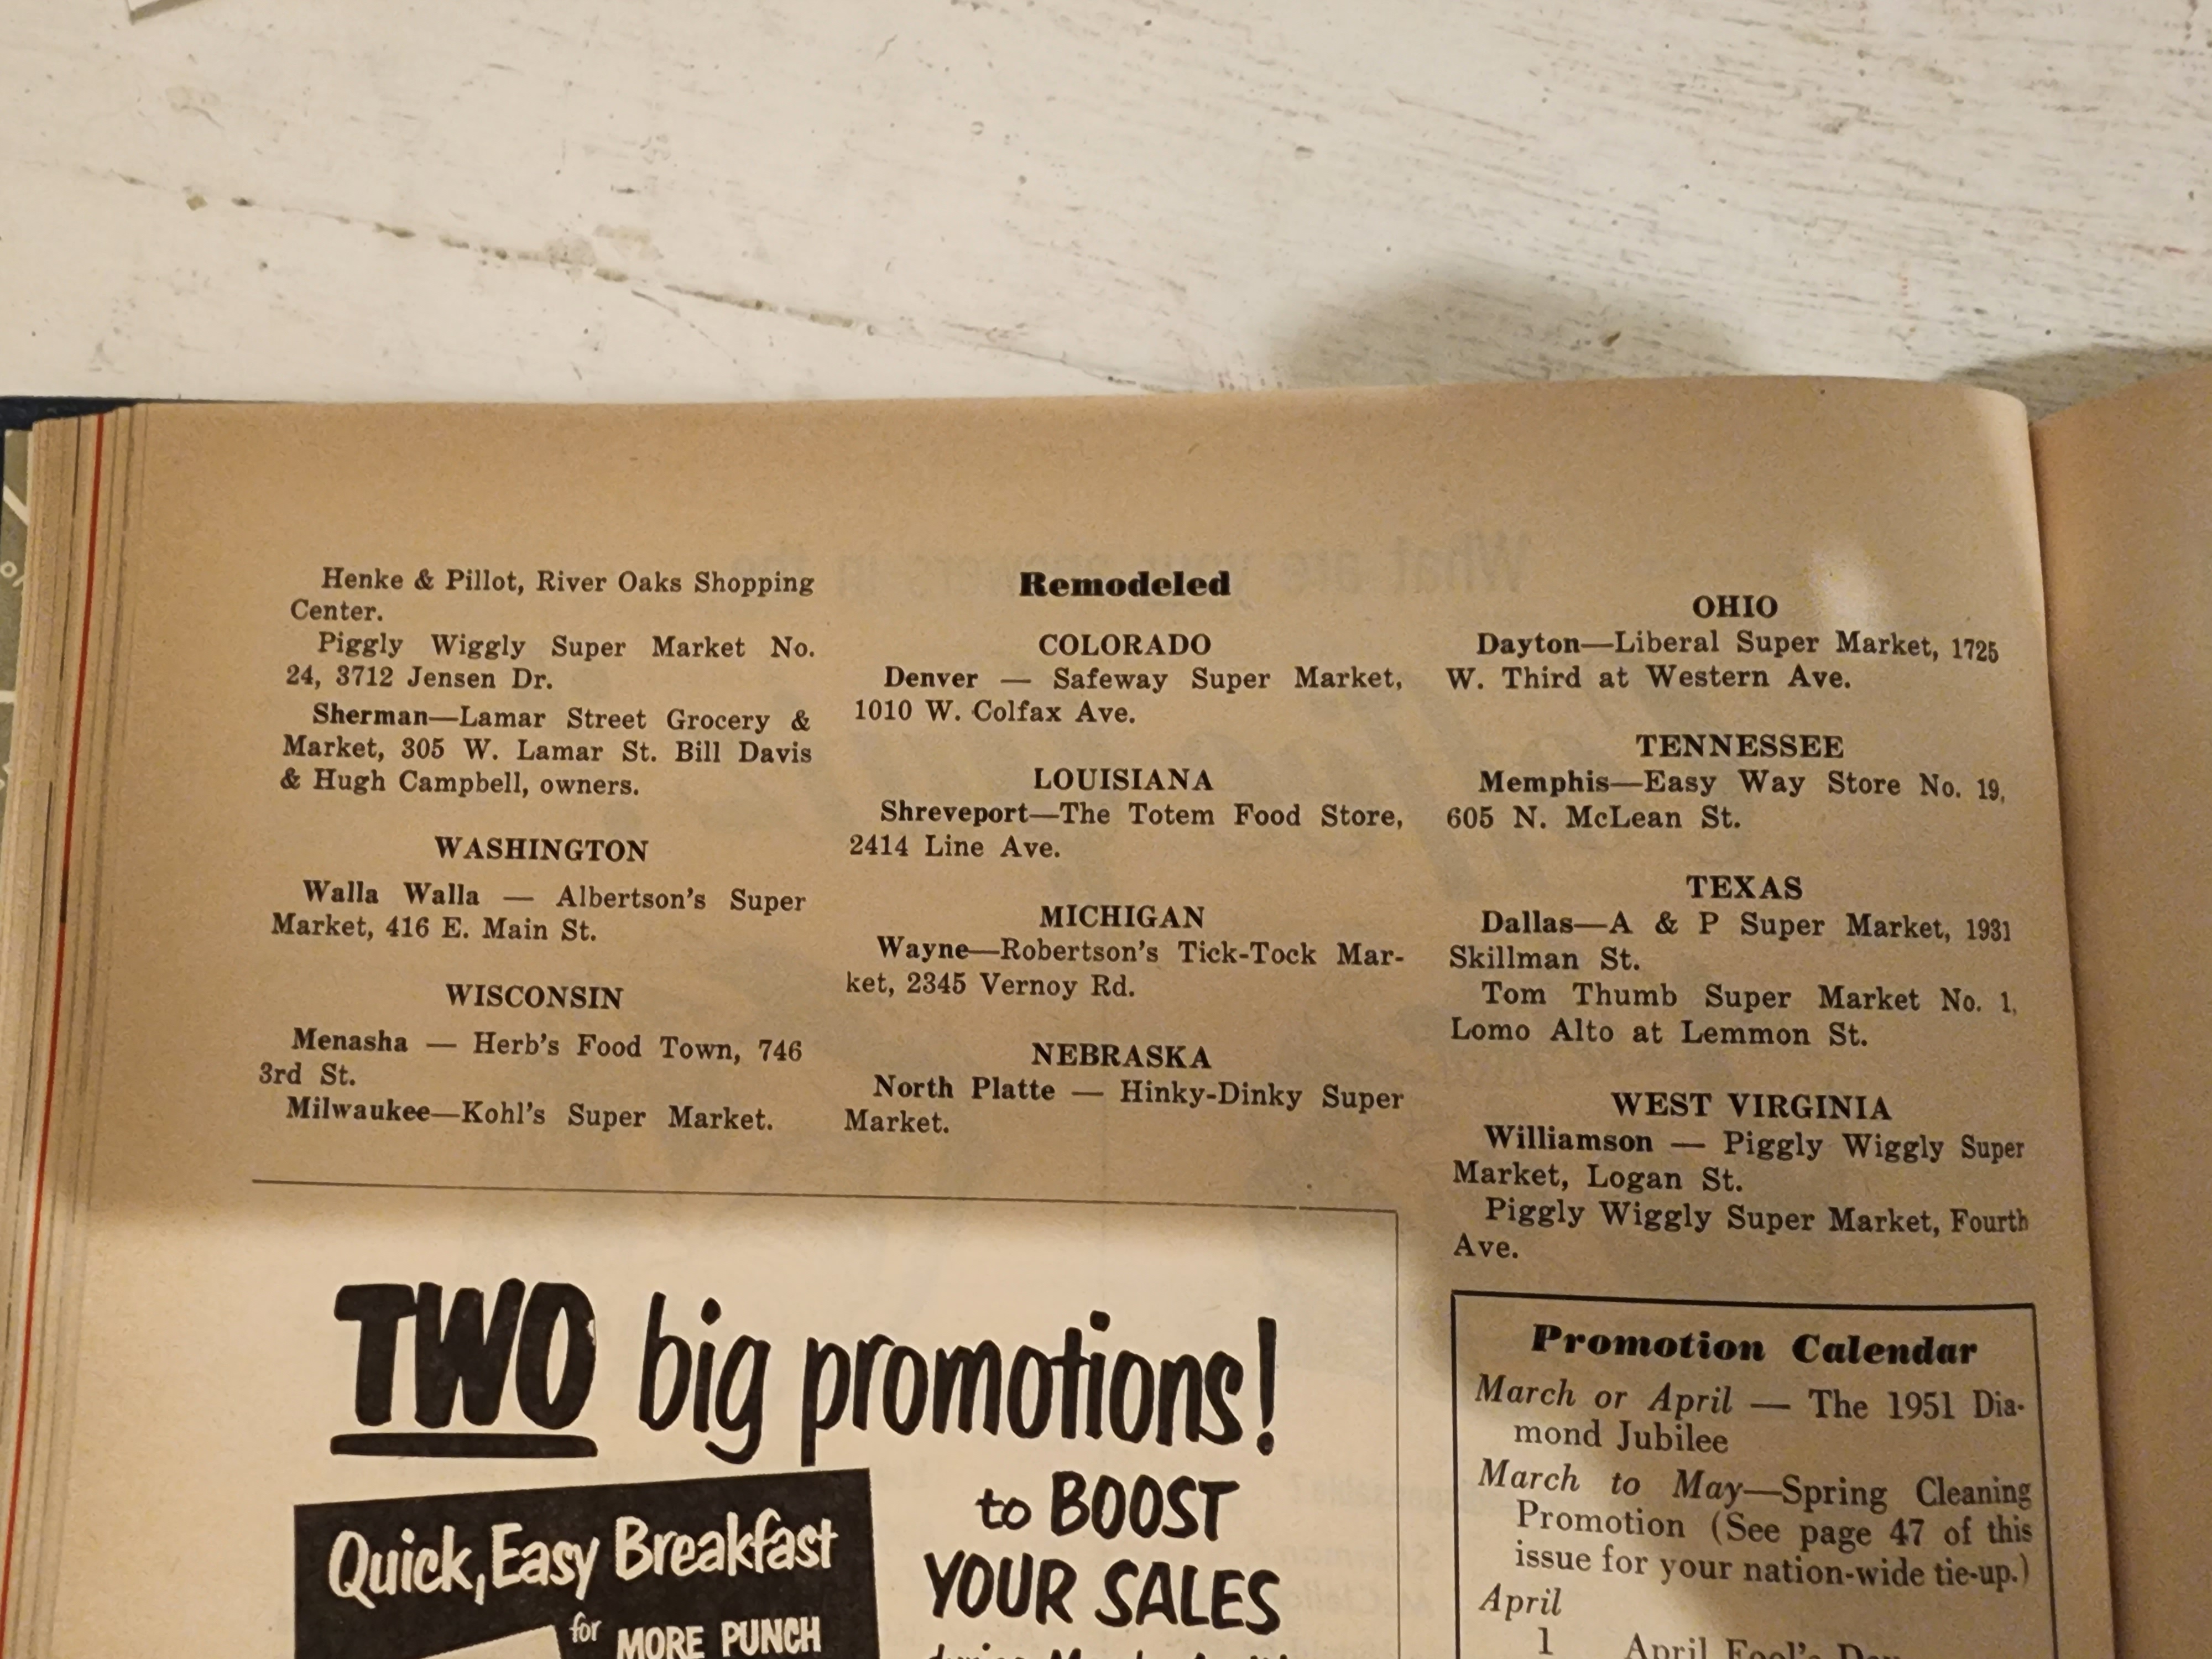 Henke & Pillot, River Oaks Shopping
Center.
Piggly Wiggly Super Market No.
24, 3712 Jensen Dr.
Sherman—Lamar Street Grocery &
Market, 305 W. Lamar St. Bill Davis
& Hugh Campbell, owners.
WASHINGTON
Walla Walla — Albertson's Super
Market, 416 E. Main St.
WISCONSIN
Menasha — Herb's Food Town, 746
3rd St.
Milwaukee—Kohl's Super Market.
Remodeled
COLORADO
Denver — Safeway Super Market,
1010 W. Colfax Ave.
LOUISIANA
Shreveport—The Totem Food Store,
2414 Line Ave.
MICHIGAN
Wayne—Robertson's Tick-Tock Mar-
ket, 2345 Vernoy Rd.
NEBRASKA
North Platte — Hinky-Dinky Super
Market.
OHIO
Dayton—Liberal Super Market, 1725
W. Third at Western Ave.
TENNESSEE
Memphis—Easy Way Store No. 19,
605 N. McLean St.
TEXAS
Dallas—A & P Super Market, 1931
Skillman St.
Tom Thumb Super Market No. 1,
Lomo Alto at Lemmon St.
WEST VIRGINIA
Williamson — Piggly Wiggly Super
Market, Logan St.
Piggly Wiggly Super Market, Fourth
Ave.
TWO big promotions!
to BOOST
YOUR SALES
Quick, Easy Breakfast
for MORE PUNCH
Promotion Calendar
March or April — The 1951 Dia-
mond Jubilee
March to May—Spring Cleaning
Promotion (See page 47 of this
issue for your nation-wide tie-up.)
April
1 April Fool's Day